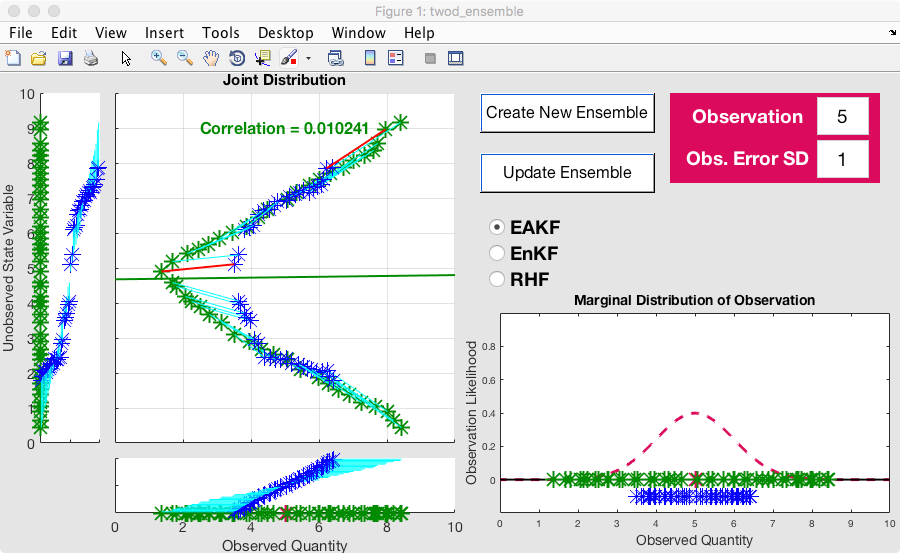 Figure 1: twod_ensemble
File Edit View Insert Tools Desktop Window Help
Joint Distribution
Correlation = 0.010241
Unobserved State Variable
10
9
8
7
6
5
4
3
2
1
0
0 2 4 6 8 10
Observed Quantity
Create New Ensemble
Update Ensemble
Observation 5
Obs. Error SD 1
EAKF
EnKF
RHF
Marginal Distribution of Observation
Observation Likelihood
0.8
0.6
0.4
0.2
0
0 1 2 3 4 5 6 7 8 9 10
Observed Quantity